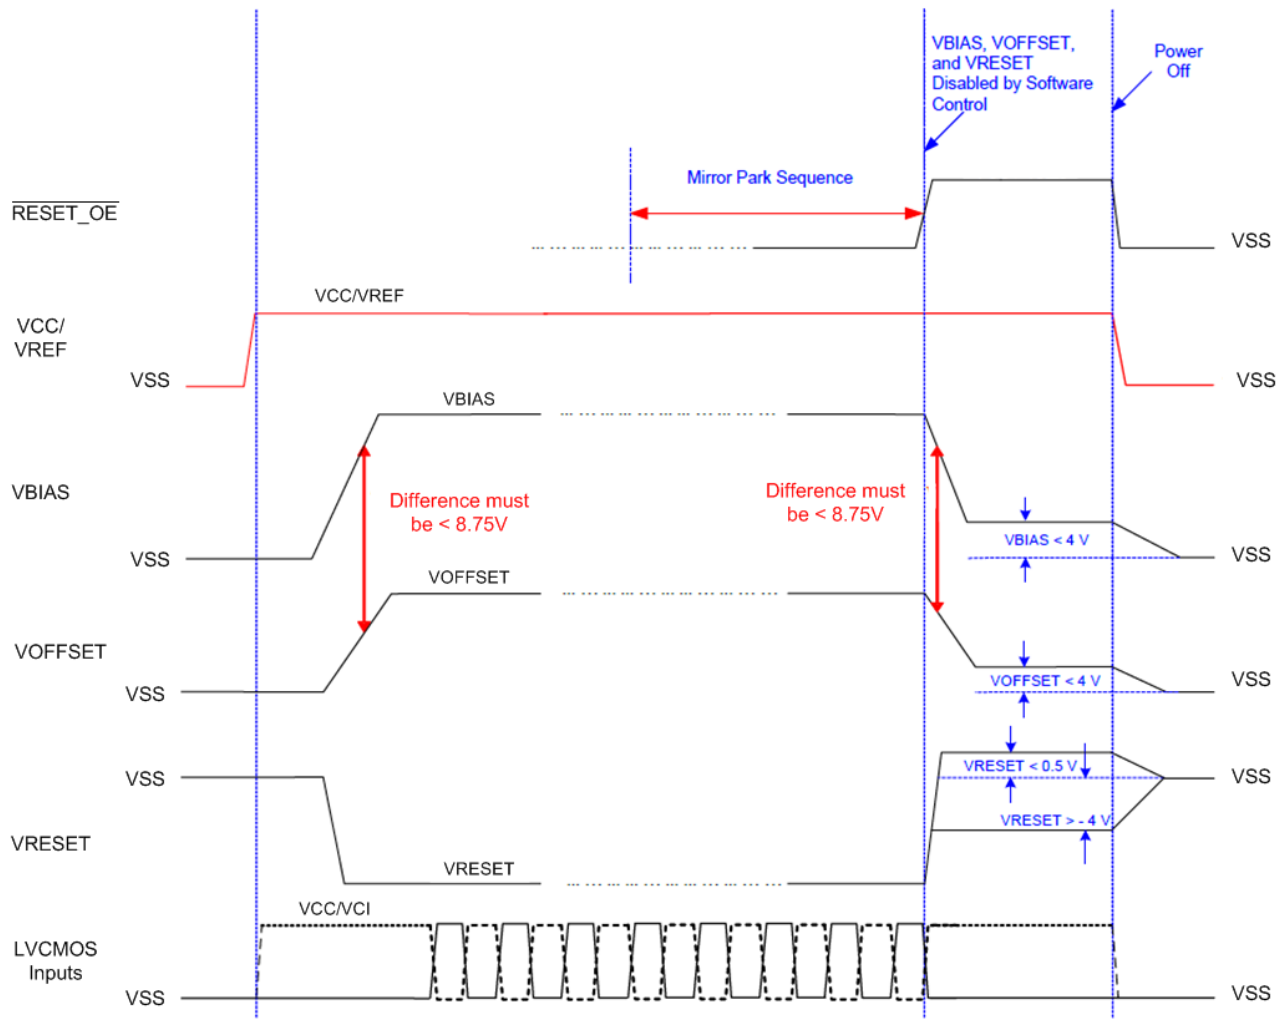 VBIAS, VOFFSET,
and VRESET
Disabled by Software
Control
Power
Off
Mirror Park Sequence
RESET_OE
VSS
VCC/VREF
VCC/
VREF
VSS
VSS
VBIAS
VBIAS
Difference must
be < 8.75V
Difference must
be < 8.75V
VBIAS < 4 V
VSS
VSS
VOFFSET
VOFFSET
VOFFSET < 4 V
VSS
VSS
VRESET < 0.5 V
VSS
VSS
VRESET > - 4 V
VRESET
VRESET
VCC/VCI
LVCMOS
Inputs
VSS
VSS